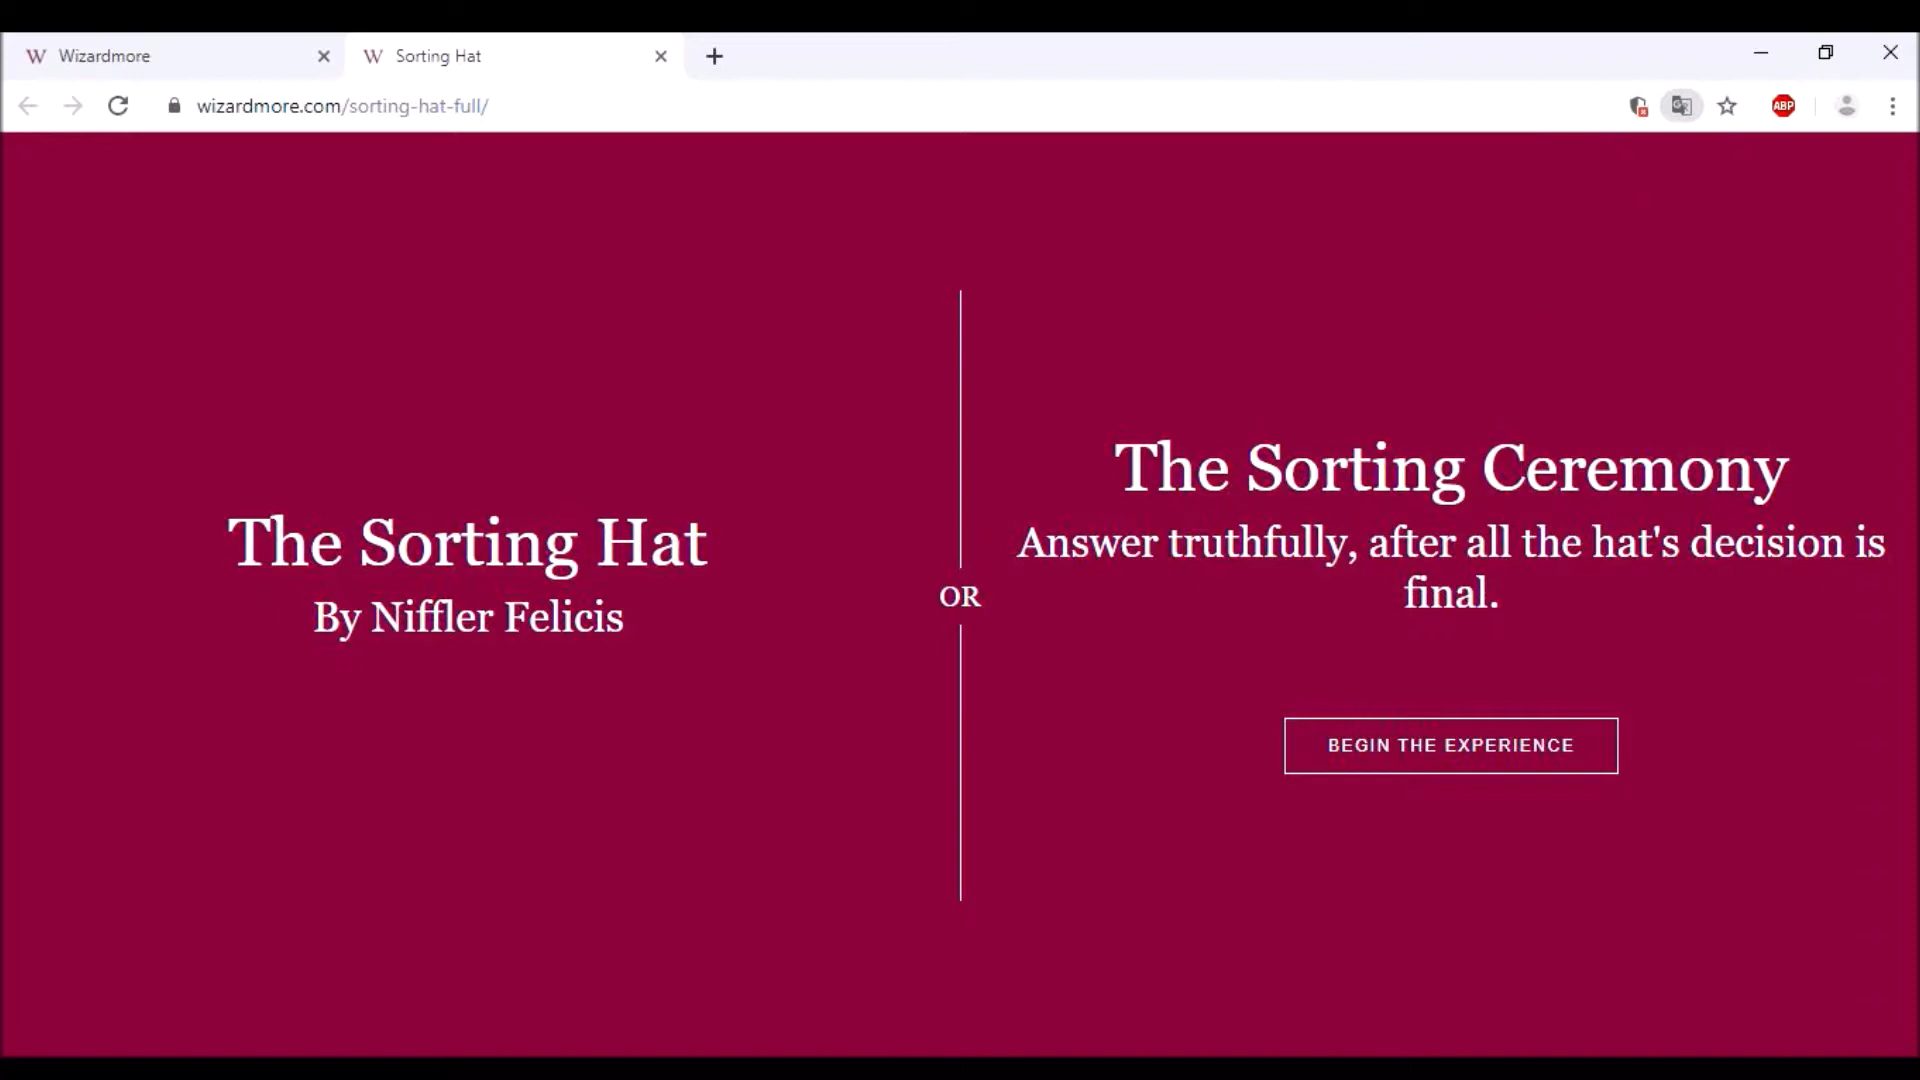 Wizardmore
Sorting Hat
wizardmore.com/sorting-hat-full/
ABP
The Sorting Hat
By Niffler Felicis
OR
The Sorting Ceremony
Answer truthfully, after all the hat's decision is
final.
BEGIN THE EXPERIENCE